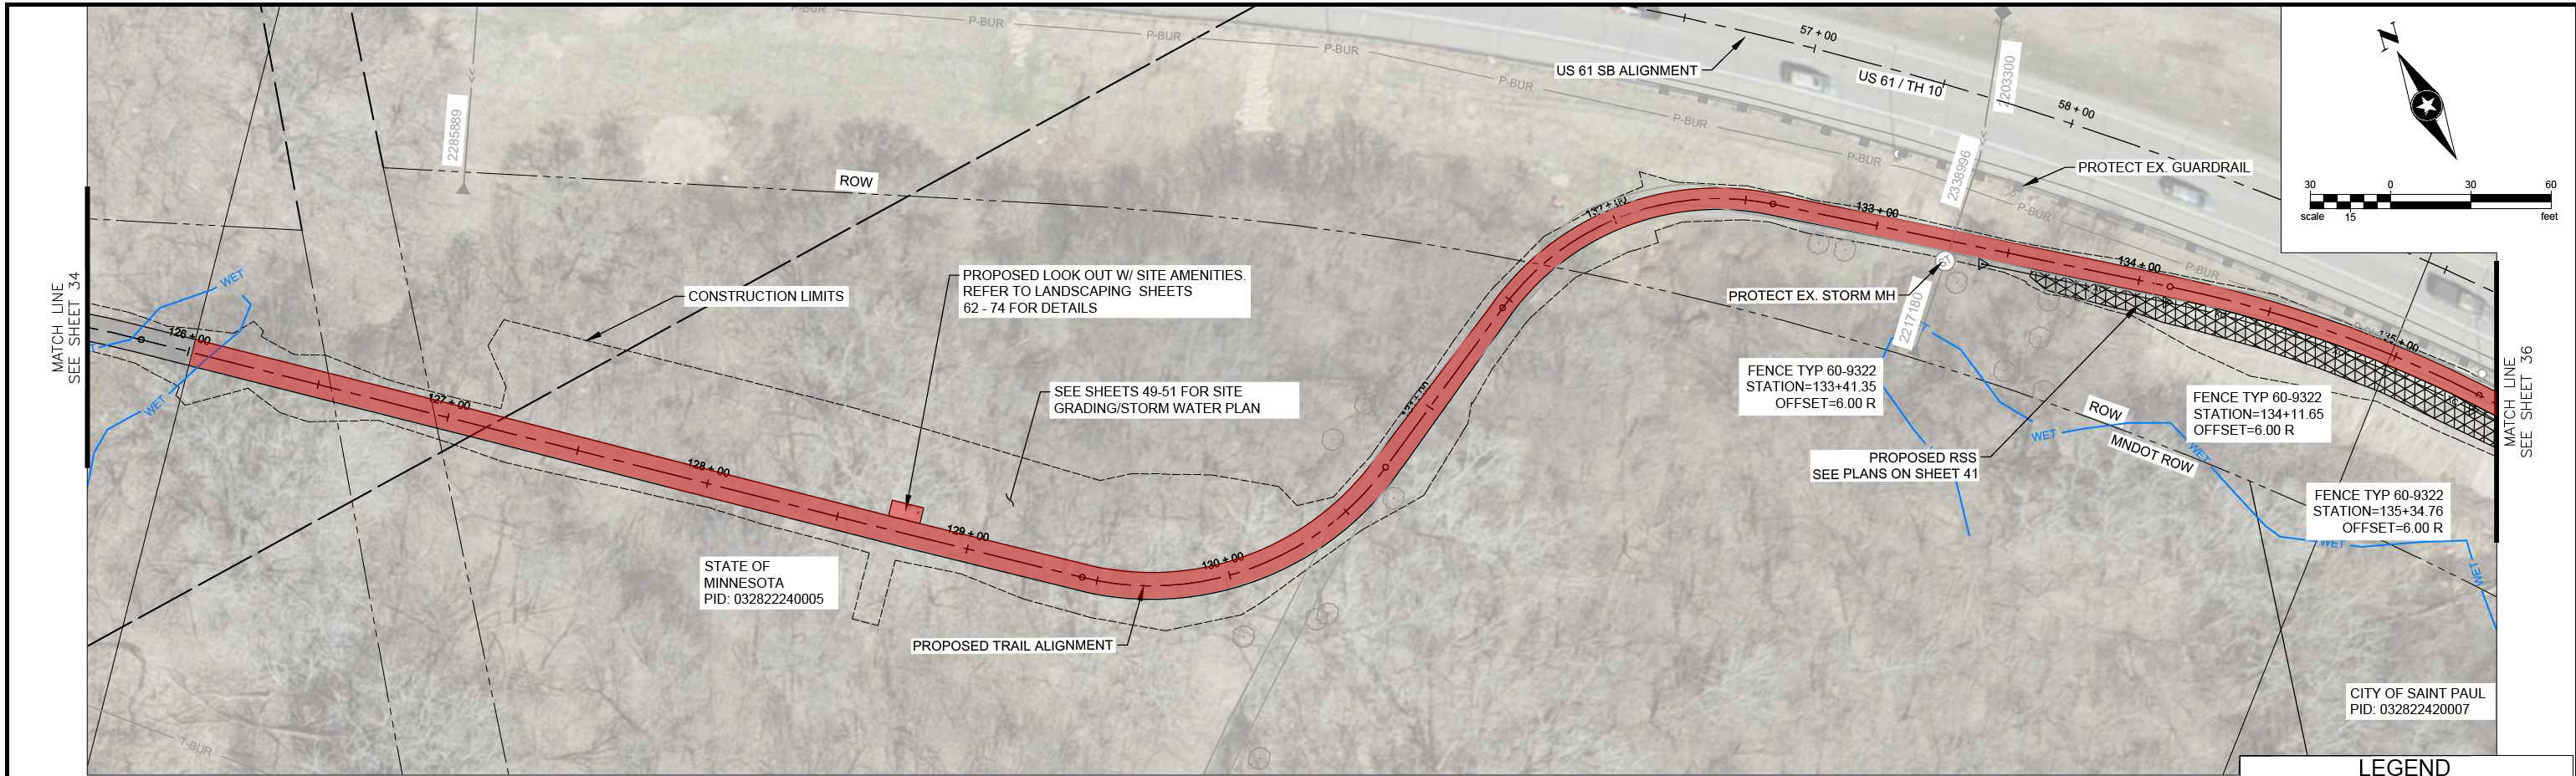 P-BUR
P-BUR
P-BUR
P-BUR
P-BUR
P-BUR
P-BUR
P-BUR
P-BUR
57 + 00
US 61 SB ALIGNMENT
US 61 / TH 10
58 + 00
2203300
2285889
2338996
PROTECT EX. GUARDRAIL
N
30 0 30 60
scale 15 feet
ROW
133 + 00
134 + 00
MATCH LINE
SEE SHEET 34
WET
WET
126 + 00
CONSTRUCTION LIMITS
PROPOSED LOOK OUT W/ SITE AMENITIES.
REFER TO LANDSCAPING SHEETS
62 - 74 FOR DETAILS
PROTECT EX. STORM MH
ST
2217180
127 + 00
SEE SHEETS 49-51 FOR SITE
GRADING/STORM WATER PLAN
FENCE TYP 60-9322
STATION=133+41.35
OFFSET=6.00 R
FENCE TYP 60-9322
STATION=134+11.65
OFFSET=6.00 R
MATCH LINE
SEE SHEET 36
128 + 00
ROW
WET
WET
MNDOT ROW
PROPOSED RSS
SEE PLANS ON SHEET 41
FENCE TYP 60-9322
STATION=135+34.76
OFFSET=6.00 R
WET
WET
129 + 00
130 + 00
STATE OF
MINNESOTA
PID: 032822240005
PROPOSED TRAIL ALIGNMENT
CITY OF SAINT PAUL
PID: 032822420007
T-BUR
LEGEND